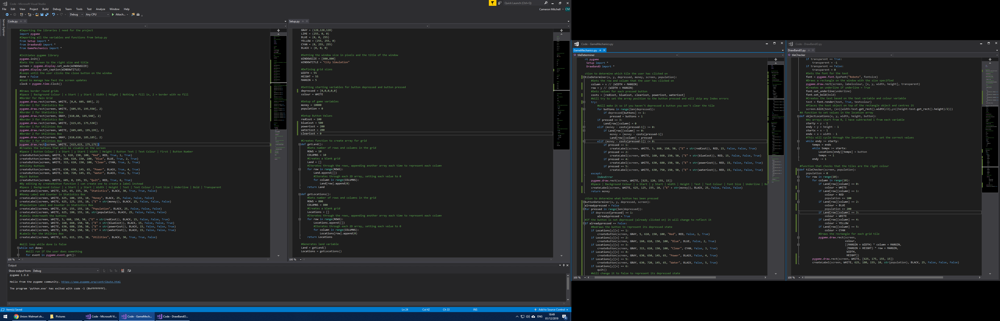 Code - Microsoft Visual Studio
Quick Launch (Ctrl+Q)
File Edit View Project Build Debug Team Tools Test Analyze Window Help
Cameron Mitchell CM
Debug Any CPU Attach...
Server Explorer
Code.py
#Importing the libraries I need for the project
import pygame
#Importing all the variables and functions from Setup.py
from Setup import *
from DrawBandO import *
from GameMechanics import *
#Initiates pygame library
pygame.init()
#Sets the screen to the right size and title
screen = pygame.display.set_mode(WINDOWSIZE)
pygame.display.set_caption(WINDOWTITLE)
#Loops until the user clicks the close button on the window
done = False
#Used to manage how fast the screen updates
clock = pygame.time.Clock()
#Draws border round grids
#Space | Background Colour | x Start | y Start | Width | Height | Nothing = fill in, 2 = border with no fill
#Border for Main Grid
pygame.draw.rect(screen, WHITE, [0,0, 605, 605], 2)
#Border 1 for Statistics Box
pygame.draw.rect(screen, WHITE, [605,55, 195,550], 2)
#Border 2 for Statistics Box
pygame.draw.rect(screen, GRAY, [610,60, 185,540], 2)
#Border 3 for Statistics Box
pygame.draw.rect(screen, WHITE, [615,65, 175,530])
#Border 1 for Utilities Box
pygame.draw.rect(screen, WHITE, [605,605, 195,195], 2)
#Border 2 for Utilities Box
pygame.draw.rect(screen, GRAY, [610,610, 185,185], 2)
#Border 3 for Utilities Box
pygame.draw.rect(screen, WHITE, [615,615, 175,175])
#Creates the buttons that will be visable on the screen
#Space | Button Colour | x Start | y Start | Width | Height | Button Text | Text Colour | First | Button Number
createButton(screen, WHITE, 5, 610, 150, 100, "Red", RED, True, 1, True)
createButton(screen, WHITE, 160, 610, 150, 100, "Blue", BLUE, True, 2, True)
createButton(screen, WHITE, 315, 610, 150, 100, "Clear", CYAN, True, 3, True)
#Utility Buttons
createButton(screen, WHITE, 630, 650, 145, 65, "Power", BLACK, True, 4, True)
createButton(screen, WHITE, 630, 720, 145, 65, "Water", BLACK, True, 5, True)
#Quit Button
createButton(screen, WHITE, 605, 0, 195, 55, "Quit", RED, True, 6, True)
#By editing my createButton function I can create one to create a label instead
#Space | Background Colour | x Start | y Start | Width | Height | Text | Text Colour | Font Size | Underline | Bold | Transparent
createLabel(screen, WHITE, 625, 65, 155, 30, "Statistics", BLACK, 30, True, True, False)
#Money Label and Counter in Statistics Box
createLabel(screen, WHITE, 625, 100, 155, 10, "Money", BLACK, 25, False, False, False)
createLabel(screen, WHITE, 625, 125, 155, 10, ("£" + str(money)), BLACK, 25, False, False, False)
#Population Label and Counter in Statistics Box
createLabel(screen, WHITE, 625, 155, 155, 10, "Population", BLACK, 25, False, False, False)
createLabel(screen, WHITE, 625, 180, 155, 10, str(population), BLACK, 25, False, False, False)
#Labels Underneath the buttons
createLabel(screen, WHITE, 5, 660, 150, 50, ("£" + str(redCost)), BLACK, 15, False, False, True)
createLabel(screen, WHITE, 160, 660, 150, 50, ("£" + str(blueCost)), BLACK, 15, False, False, True)
createLabel(screen, WHITE, 630, 680, 150, 50, ("£" + str(powerCost)), BLACK, 15, False, False, True)
createLabel(screen, WHITE, 630, 750, 150, 50, ("£" + str(waterCost)), BLACK, 15, False, False, True)
#Labels for the Utilties Box
createLabel(screen, WHITE, 625, 615, 155, 30, "Utilities", BLACK, 30, True, True, False)
#Will loop while done is false
while not done:
#Will run if the user does something
for event in pygame.event.get():
100 %
Setup.py
GRAY = (128,128,128)
LIME = (255, 0, 0)
BLUE = (0, 0, 255)
YELLOW = (255, 255, 0)
CYAN = (0, 255, 255)
BLACK = (0, 0, 0)
#Setting the window size in pixels and the title of the window
WINDOWSIZE = [800,800]
WINDOWTITLE = "City Simulation"
#Defining grid sizes
WIDTH = 55
HEIGHT = 55
MARGIN = 5
#Setting starting variables for button depressed and button pressed
depressed = [0,0,0,0,0]
colour = WHITE
#Setup of game variables
money = 10000
population = 0
#Setup Button Values
redCost = 100
blueCost = 500
powerCost = 200
waterCost = 200
clearCost = 0
#Creates function to create array for grid
def getLand():
#Sets number of rows and columns in the grid
ROWS = 10
COLUMNS = 10
#Creates a blank grid
Land = []
#Iterates through the rows, appending another array each time to represent each column
for row in range(ROWS):
Land.append([])
#Iterates through each 2D array, setting each value to 0
for column in range(COLUMNS):
Land[row].append(0)
return Land
def getLocations():
#Sets number of rows and columns in the grid
ROWS = 800
COLUMNS = 800
#Creates a blank grid
Locations = []
#Iterates through the rows, appending another array each time to represent each column
for row in range(ROWS):
Locations.append([])
#Iterates through each 2D array, setting each value to 0
for column in range(COLUMNS):
Locations[row].append(0)
return Locations
#Generates land variable
Land = getLand()
Locations = getLocations()
100 %
Code - GameMechanics.py
GameMechanics.py
tileDeterminer
rt pygame
Setup import *
DrawBandO import *
ction to determine which tile the user has clicked on
tileDeterminer(x, y, depressed, money, screen, population):
#Sets the row and column that the user has clicked on
column = x // (WIDTH + MARGIN)
row = y // (WIDTH + MARGIN)
#Sets values for each pressed button
costs = [redCost, blueCost, clearCost, powerCost, waterCost]
#Will try to set the array position to the button pressed and will skip any Index errors
try:
#Will make it so if you haven't depressed a button you won't clear the tile
for buttons in range(len(depressed)):
if depressed[buttons] == 1:
pressed = buttons + 1
if pressed == 3:
Land[row][column] = 0
elif (money - costs[pressed-1]) >= 0:
if Land[row][column] == 0:
money = (money - costs[pressed-1])
Land[row][column] = pressed
elif (money - costs[pressed-1]) <= 0:
if pressed == 1:
createLabel(screen, WHITE, 5, 660, 150, 50, ("£" + str(redCost)), RED, 15, False, False, True)
if pressed == 2:
createLabel(screen, WHITE, 160, 660, 150, 50, ("£" + str(blueCost)), RED, 15, False, False, True)
if pressed == 4:
createLabel(screen, WHITE, 630, 680, 150, 50, ("£" + str(powerCost)), RED, 15, False, False, True)
if pressed == 5:
createLabel(screen, WHITE, 630, 750, 150, 50, ("£" + str(waterCost)), RED, 15, False, False, True)
except:
IndexError
pygame.draw.rect(screen, WHITE, [625, 120, 155, 15])
#Space | Background Colour | x Start | y Start | Width | Height | Text | Text Colour | Font Size | Underline | Bo
createLabel(screen, WHITE, 625, 125, 155, 10, ("£" + str(money)), BLACK, 25, False, False, False)
return money
ction to determine what button has been pressed
buttonDeterminer(x, y, depressed, screen):
alreadypressed = False
for pressed in range(len(depressed)):
if depressed[pressed] == 1:
alreadypressed = True
#If the button is not depressed (already clicked on) it will change to reflect it
if alreadypressed == False:
#Redraws the button to represent its depressed state
if Locations[y][x] == 1:
createButton(screen, GRAY, 5, 610, 150, 100, "Red", RED, False, 1, True)
if Locations[y][x] == 2:
createButton(screen, GRAY, 160, 610, 150, 100, "Blue", BLUE, False, 2, True)
if Locations[y][x] == 3:
createButton(screen, GRAY, 315, 610, 150, 100, "Clear", CYAN, False, 3, True)
if Locations[y][x] == 4:
createButton(screen, GRAY, 630, 650, 145, 65, "Power", BLACK, False, 4, True)
if Locations[y][x] == 5:
createButton(screen, GRAY, 630, 720, 145, 65, "Water", BLACK, False, 5, True)
if Locations[y][x] == 6:
quit()
#Will change it to false to represent its depressed state
100 %
Code - DrawBandO.py
DrawBandO.py
tileChecker
if transparent == True:
transparent = -1
if transparent == False:
transparent = 0
#Sets the font for the text
font = pygame.font.SysFont("Roboto", fontsize)
#Draws a rectangle on the window with the size specified
pygame.draw.rect(screen, labelcolour, [x, y, width, height], transparent)
#Creates an underline if underline = True
font.set_underline(underline)
font.set_bold(bold)
#Creates the text based on the text variable and colour variable
text = font.render(text, True, textcolour)
#Places the text object on top of the rectangle object and centres it
screen.blit(text, (x+((width-text.get_rect().width)/2),y+((height-text.get_rect().height)/2)))
#A function to set values in the location array
def objectLocations(x, y, width, height, button):
#As arrays start from 0, I have subtracted 1 from each variable
starty = y - 1
endy = y + height - 1
startx = x - 1
endx = x + width - 1
#This will cycle through the location array to set the correct values
while endy >= starty:
tempx = endx
while tempx >= startx:
Locations[endy][tempx] = button
tempx -= 1
endy -= 1
#function that checks that the tiles are the right colour
def tileChecker(screen, population):
population = 0
for row in range(10):
for column in range(10):
if Land[row][column] == 0:
colour = WHITE
if Land[row][column] == 1:
colour = RED
population += 100
if Land[row][column] == 2:
colour = BLUE
population += 200
if Land[row][column] == 3:
colour = WHITE
if Land[row][column] == 4:
colour = YELLOW
if Land[row][column] == 5:
colour = CYAN
#Draws the rectangle for each grid tile
pygame.draw.rect(screen,
colour,
[(MARGIN + WIDTH) * column + MARGIN,
(MARGIN + HEIGHT) * row + MARGIN,
WIDTH,
HEIGHT])
pygame.draw.rect(screen, WHITE, [625, 175, 155, 15])
createLabel(screen, WHITE, 625, 180, 155, 10, str(population), BLACK, 25, False, False, False)
100 %
Output
Show output from: Debug
pygame 1.9.6
Hello from the pygame community. https://www.pygame.org/contribute.html
The program 'python.exe' has exited with code -1 (0xffffffff).
Item(s) Saved Ln 24 Col 42 Ch 33 INS Add to Source Control
Union: Walmart sh... Pictures Code - Microsoft Vi... Code - GameMech... Code - DrawBandO... ENG 18:49
01/12/2019 4